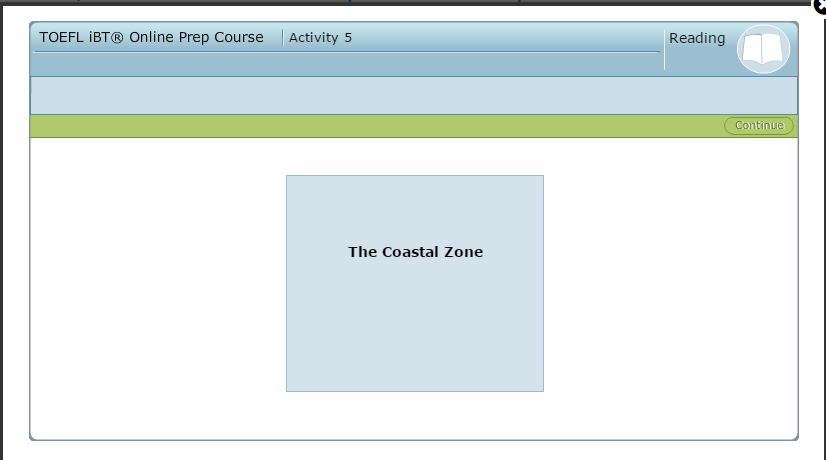 TOEFL iBT® Online Prep Course
Activity 5
Reading
Continue
The Coastal Zone